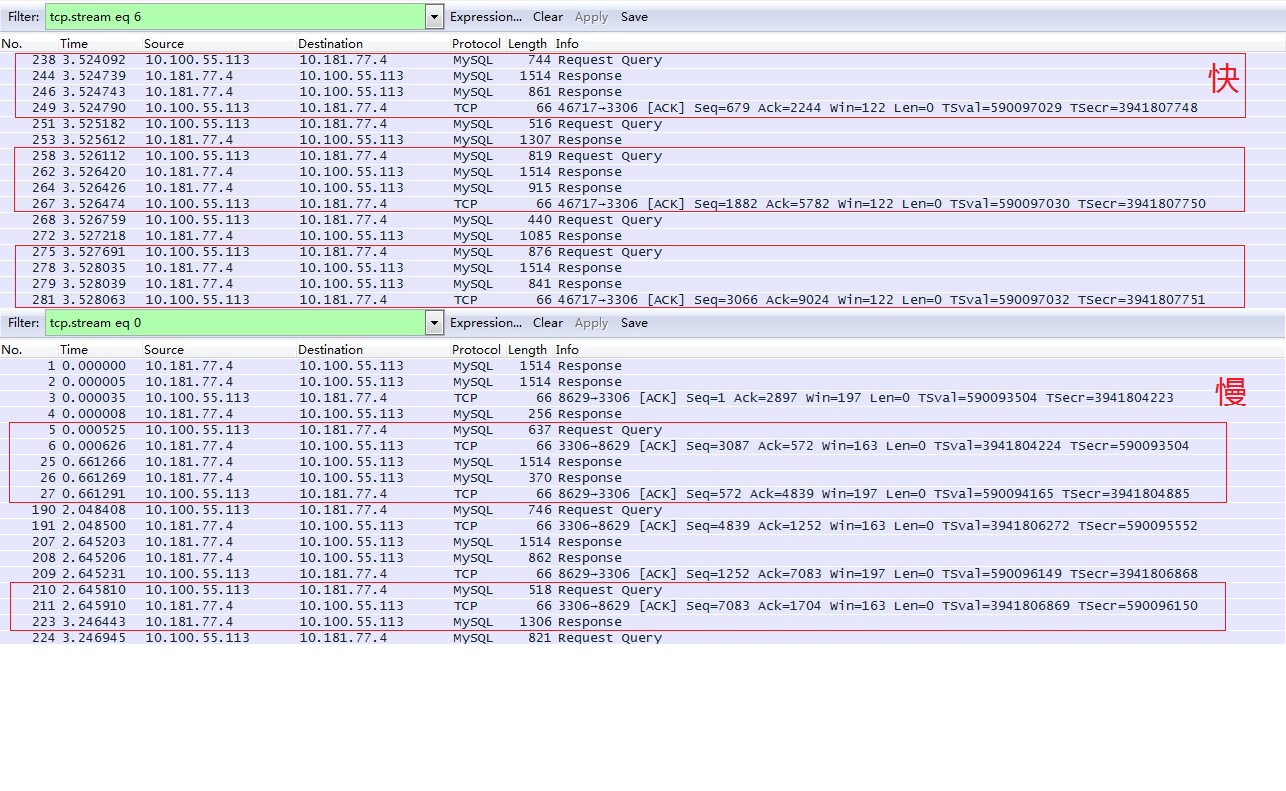 Filter: tcp.stream eq 6 Expression... Clear Apply Save
No. Time Source Destination Protocol Length Info
238 3.524092 10.100.55.113 10.181.77.4 MySQL 744 Request Query
快
244 3.524739 10.181.77.4 10.100.55.113 MySQL 1514 Response
246 3.524743 10.181.77.4 10.100.55.113 MySQL 861 Response
249 3.524790 10.100.55.113 10.181.77.4 TCP 66 46717→3306 [ACK] Seq=679 Ack=2244 Win=122 Len=0 TSval=590097029 TSecr=3941807748
251 3.525182 10.100.55.113 10.181.77.4 MySQL 516 Request Query
253 3.525612 10.181.77.4 10.100.55.113 MySQL 1307 Response
258 3.526112 10.100.55.113 10.181.77.4 MySQL 819 Request Query
262 3.526420 10.181.77.4 10.100.55.113 MySQL 1514 Response
264 3.526426 10.181.77.4 10.100.55.113 MySQL 915 Response
267 3.526474 10.100.55.113 10.181.77.4 TCP 66 46717→3306 [ACK] Seq=1882 Ack=5782 Win=122 Len=0 TSval=590097030 TSecr=3941807750
268 3.526759 10.100.55.113 10.181.77.4 MySQL 440 Request Query
272 3.527218 10.181.77.4 10.100.55.113 MySQL 1085 Response
275 3.527691 10.100.55.113 10.181.77.4 MySQL 876 Request Query
278 3.528035 10.181.77.4 10.100.55.113 MySQL 1514 Response
279 3.528039 10.181.77.4 10.100.55.113 MySQL 841 Response
281 3.528063 10.100.55.113 10.181.77.4 TCP 66 46717→3306 [ACK] Seq=3066 Ack=9024 Win=122 Len=0 TSval=590097032 TSecr=3941807751
Filter: tcp.stream eq 0 Expression... Clear Apply Save
No. Time Source Destination Protocol Length Info
1 0.000000 10.181.77.4 10.100.55.113 MySQL 1514 Response
2 0.000005 10.181.77.4 10.100.55.113 MySQL 1514 Response
慢
3 0.000035 10.100.55.113 10.181.77.4 TCP 66 8629→3306 [ACK] Seq=1 Ack=2897 Win=197 Len=0 TSval=590093504 TSecr=3941804223
4 0.000008 10.181.77.4 10.100.55.113 MySQL 256 Response
5 0.000525 10.100.55.113 10.181.77.4 MySQL 637 Request Query
6 0.000626 10.181.77.4 10.100.55.113 TCP 66 3306→8629 [ACK] Seq=3087 Ack=572 Win=163 Len=0 TSval=3941804224 TSecr=590093504
25 0.661266 10.181.77.4 10.100.55.113 MySQL 1514 Response
26 0.661269 10.181.77.4 10.100.55.113 MySQL 370 Response
27 0.661291 10.100.55.113 10.181.77.4 TCP 66 8629→3306 [ACK] Seq=572 Ack=4839 Win=197 Len=0 TSval=590094165 TSecr=3941804885
190 2.048408 10.100.55.113 10.181.77.4 MySQL 746 Request Query
191 2.048500 10.181.77.4 10.100.55.113 TCP 66 3306→8629 [ACK] Seq=4839 Ack=1252 Win=163 Len=0 TSval=3941806272 TSecr=590095552
207 2.645203 10.181.77.4 10.100.55.113 MySQL 1514 Response
208 2.645206 10.181.77.4 10.100.55.113 MySQL 862 Response
209 2.645231 10.100.55.113 10.181.77.4 TCP 66 8629→3306 [ACK] Seq=1252 Ack=7083 Win=197 Len=0 TSval=590096149 TSecr=3941806868
210 2.645810 10.100.55.113 10.181.77.4 MySQL 518 Request Query
211 2.645910 10.181.77.4 10.100.55.113 TCP 66 3306→8629 [ACK] Seq=7083 Ack=1704 Win=163 Len=0 TSval=3941806869 TSecr=590096150
223 3.246443 10.181.77.4 10.100.55.113 MySQL 1306 Response
224 3.246945 10.100.55.113 10.181.77.4 MySQL 821 Request Query